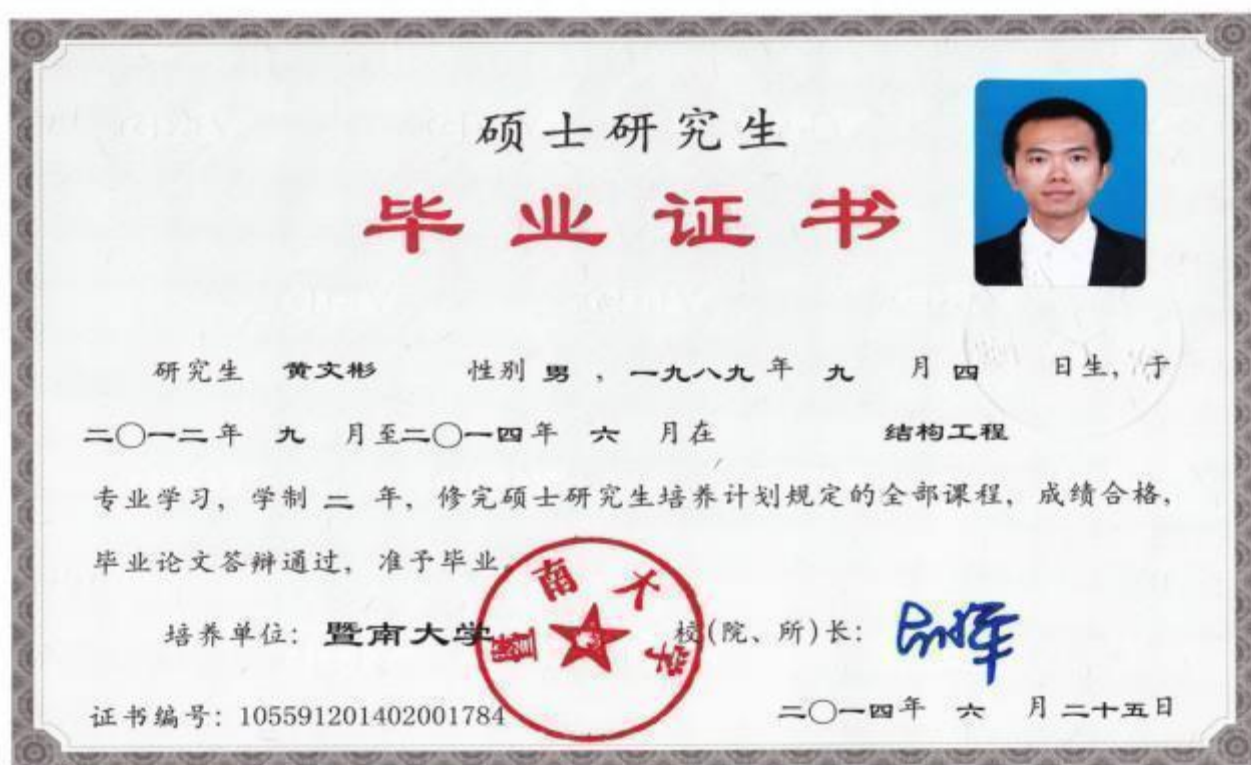 硕士研究生
毕业证书
研究生 黄文彬 性别 男 ，一九八九 年 九 月 四 日生，于
二〇一二年 九 月至二〇一四年 六 月在 结构工程
专业学习，学制 二 年，修完硕士研究生培养计划规定的全部课程，成绩合格，
毕业论文答辩通过，准予毕业。
培养单位：暨南大学 校(院、所)长：
暨南大学
证书编号：105591201402001784 二〇一四年 六 月 二十五日